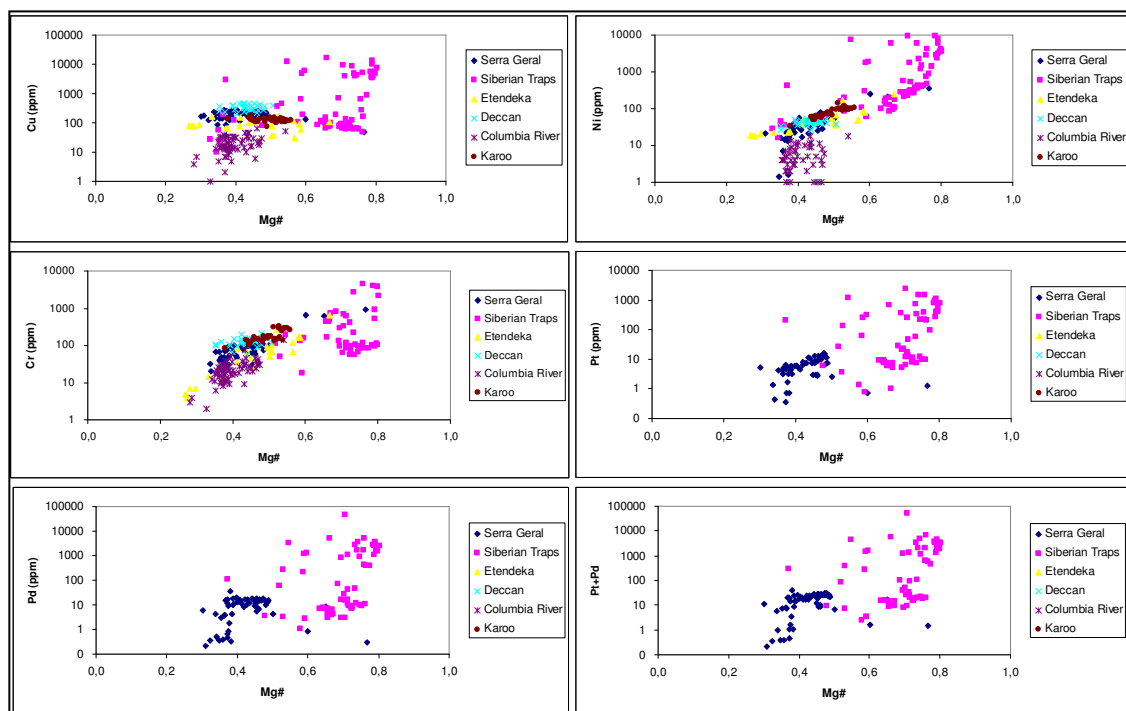 100000
10000
1000
100
10
1
0,0 0,2 0,4 0,6 0,8 1,0
Cu (ppm)
Mg#
Serra Geral
Siberian Traps
Etendeka
Deccan
Columbia River
Karoo
10000
1000
100
10
1
0,0 0,2 0,4 0,6 0,8 1,0
Ni (ppm)
Mg#
Serra Geral
Siberian Traps
Etendeka
Deccan
Columbia River
Karoo
10000
1000
100
10
1
0,0 0,2 0,4 0,6 0,8 1,0
Cr (ppm)
Mg#
Serra Geral
Siberian Traps
Etendeka
Deccan
Columbia River
Karoo
10000
1000
100
10
1
0
0,0 0,2 0,4 0,6 0,8 1,0
Pt (ppm)
Mg#
Serra Geral
Siberian Traps
Etendeka
Deccan
Columbia River
Karoo
100000
10000
1000
100
10
1
0
0,0 0,2 0,4 0,6 0,8 1,0
Pd (ppm)
Mg#
Serra Geral
Siberian Traps
Etendeka
Deccan
Columbia River
Karoo
100000
10000
1000
100
10
1
0
0,0 0,2 0,4 0,6 0,8 1,0
Pt+Pd
Mg#
Serra Geral
Siberian Traps
Etendeka
Deccan
Columbia River
Karoo